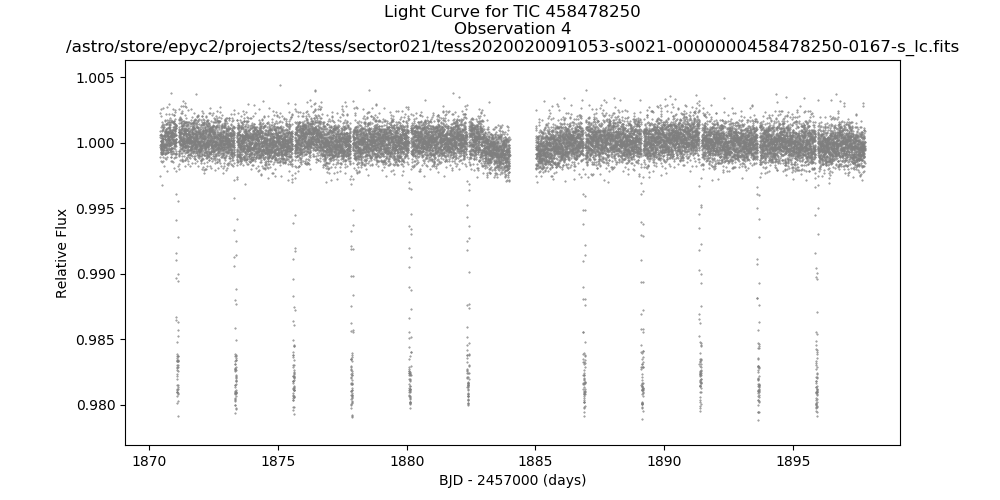 Light Curve for TIC 458478250
Observation 4
/astro/store/epyc2/projects2/tess/sector021/tess2020020091053-s0021-0000000458478250-0167-s_lc.fits
1.005
1.000
0.995
0.990
0.985
0.980
Relative Flux
1870 1875 1880 1885 1890 1895
BJD - 2457000 (days)